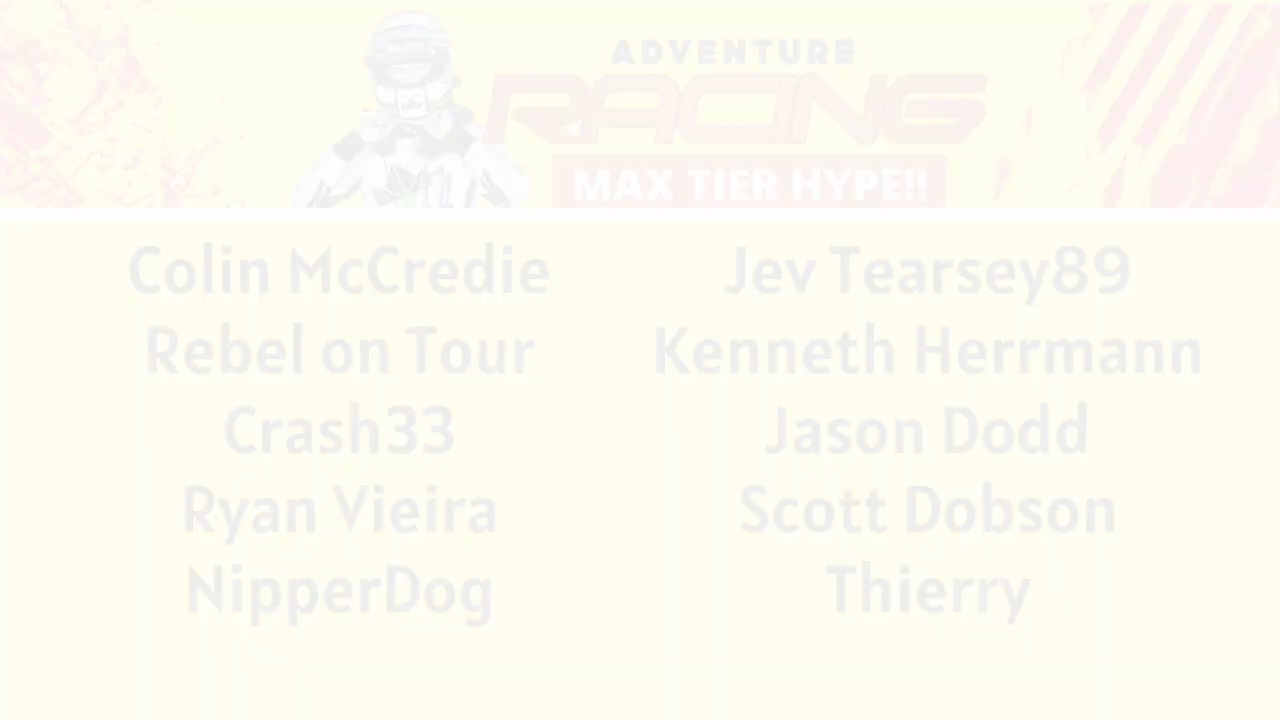 ADVENTURE
RACING
MAX TIER HYPE!!
Colin McCredie
Rebel on Tour
Crash33
Ryan Vieira
NipperDog
Jev Tearsey89
Kenneth Herrmann
Jason Dodd
Scott Dobson
Thierry